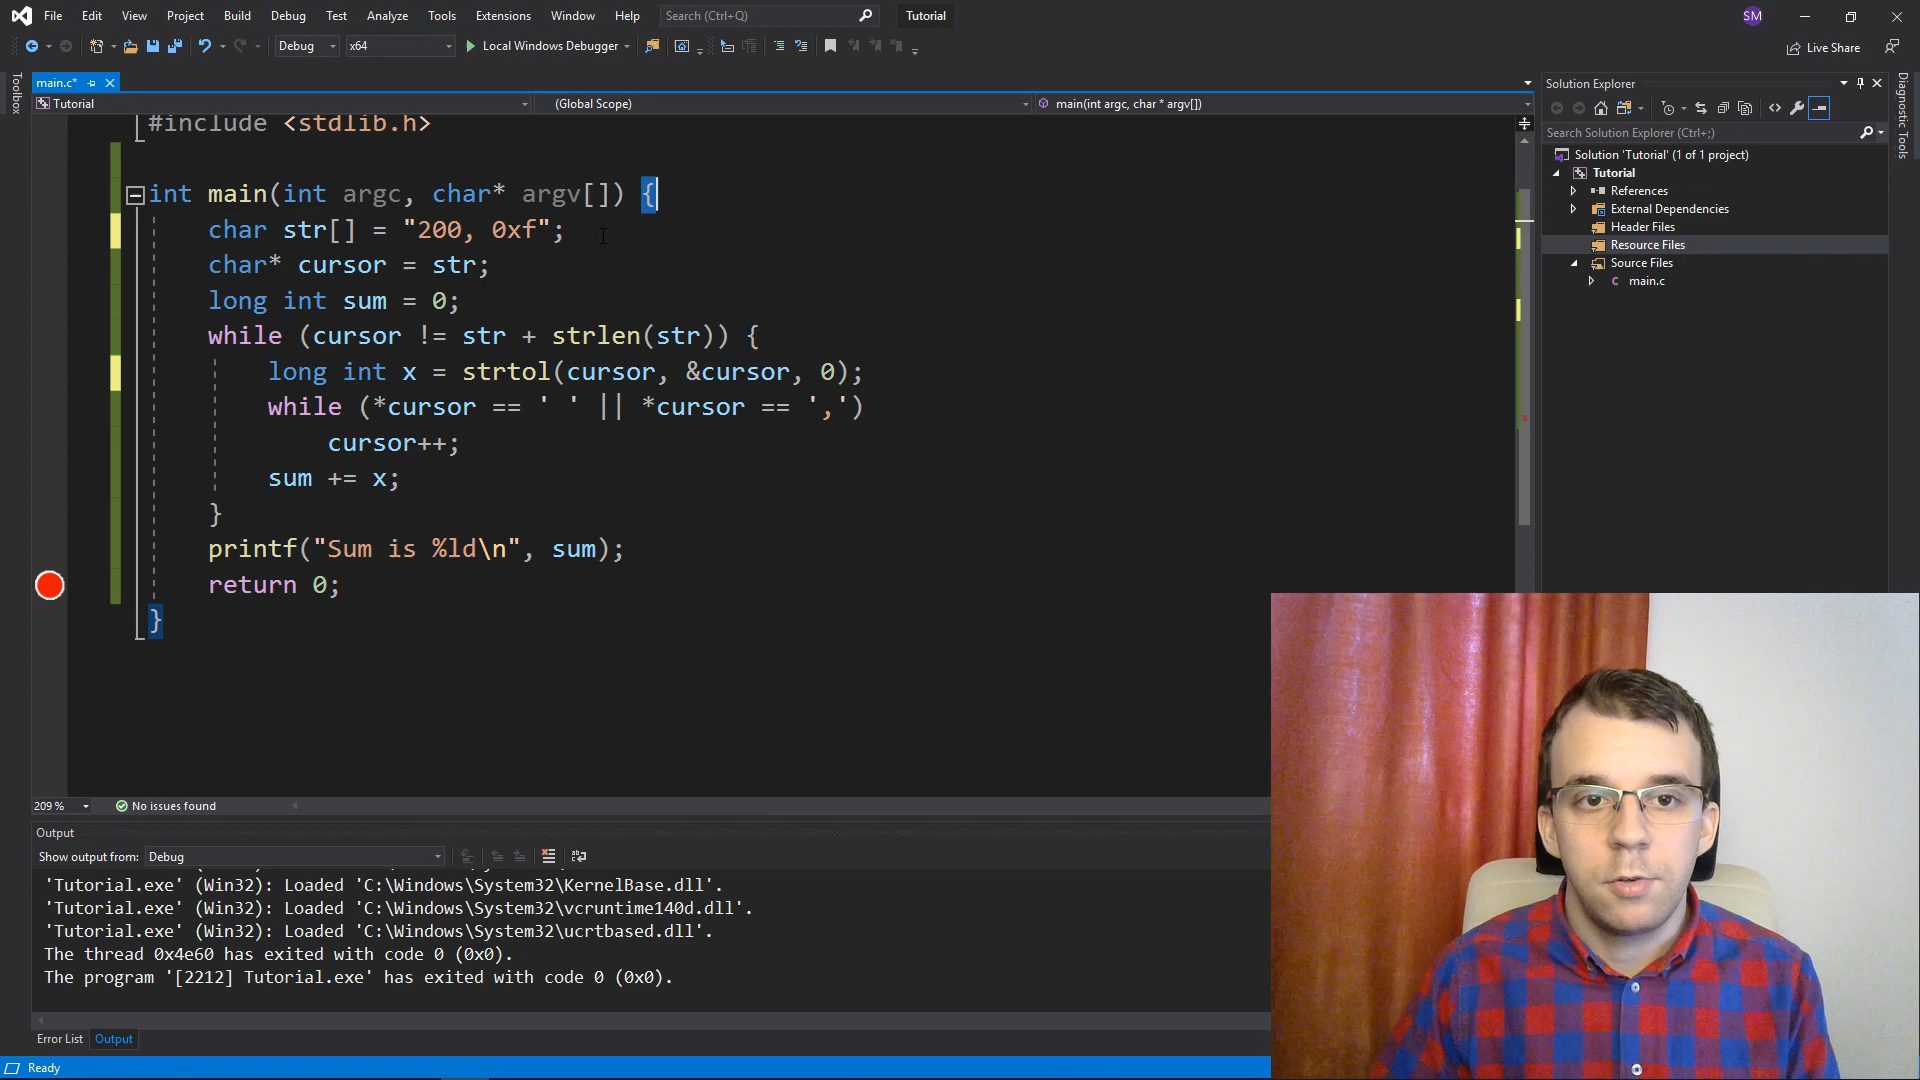 File Edit View Project Build Debug Test Analyze Tools Extensions Window Help Search (Ctrl+Q) Tutorial SM
Debug x64 Local Windows Debugger Live Share
main.c*
Tutorial (Global Scope) main(int argc, char * argv[])
#include <stdlib.h>
int main(int argc, char* argv[]) {
char str[] = "200, 0xf";
char* cursor = str;
long int sum = 0;
while (cursor != str + strlen(str)) {
long int x = strtol(cursor, &cursor, 0);
while (*cursor == ' ' || *cursor == ',')
cursor++;
sum += x;
}
printf("Sum is %ld\n", sum);
return 0;
}
209 % No issues found
Output
Show output from: Debug
'Tutorial.exe' (Win32): Loaded 'C:\Windows\System32\KernelBase.dll'.
'Tutorial.exe' (Win32): Loaded 'C:\Windows\System32\vcruntime140d.dll'.
'Tutorial.exe' (Win32): Loaded 'C:\Windows\System32\ucrtbased.dll'.
The thread 0x4e60 has exited with code 0 (0x0).
The program '[2212] Tutorial.exe' has exited with code 0 (0x0).
Error List Output
Ready
Toolbox
Solution Explorer
Search Solution Explorer (Ctrl+;)
Solution 'Tutorial' (1 of 1 project)
Tutorial
References
External Dependencies
Header Files
Resource Files
Source Files
main.c
Diagnostic Tools